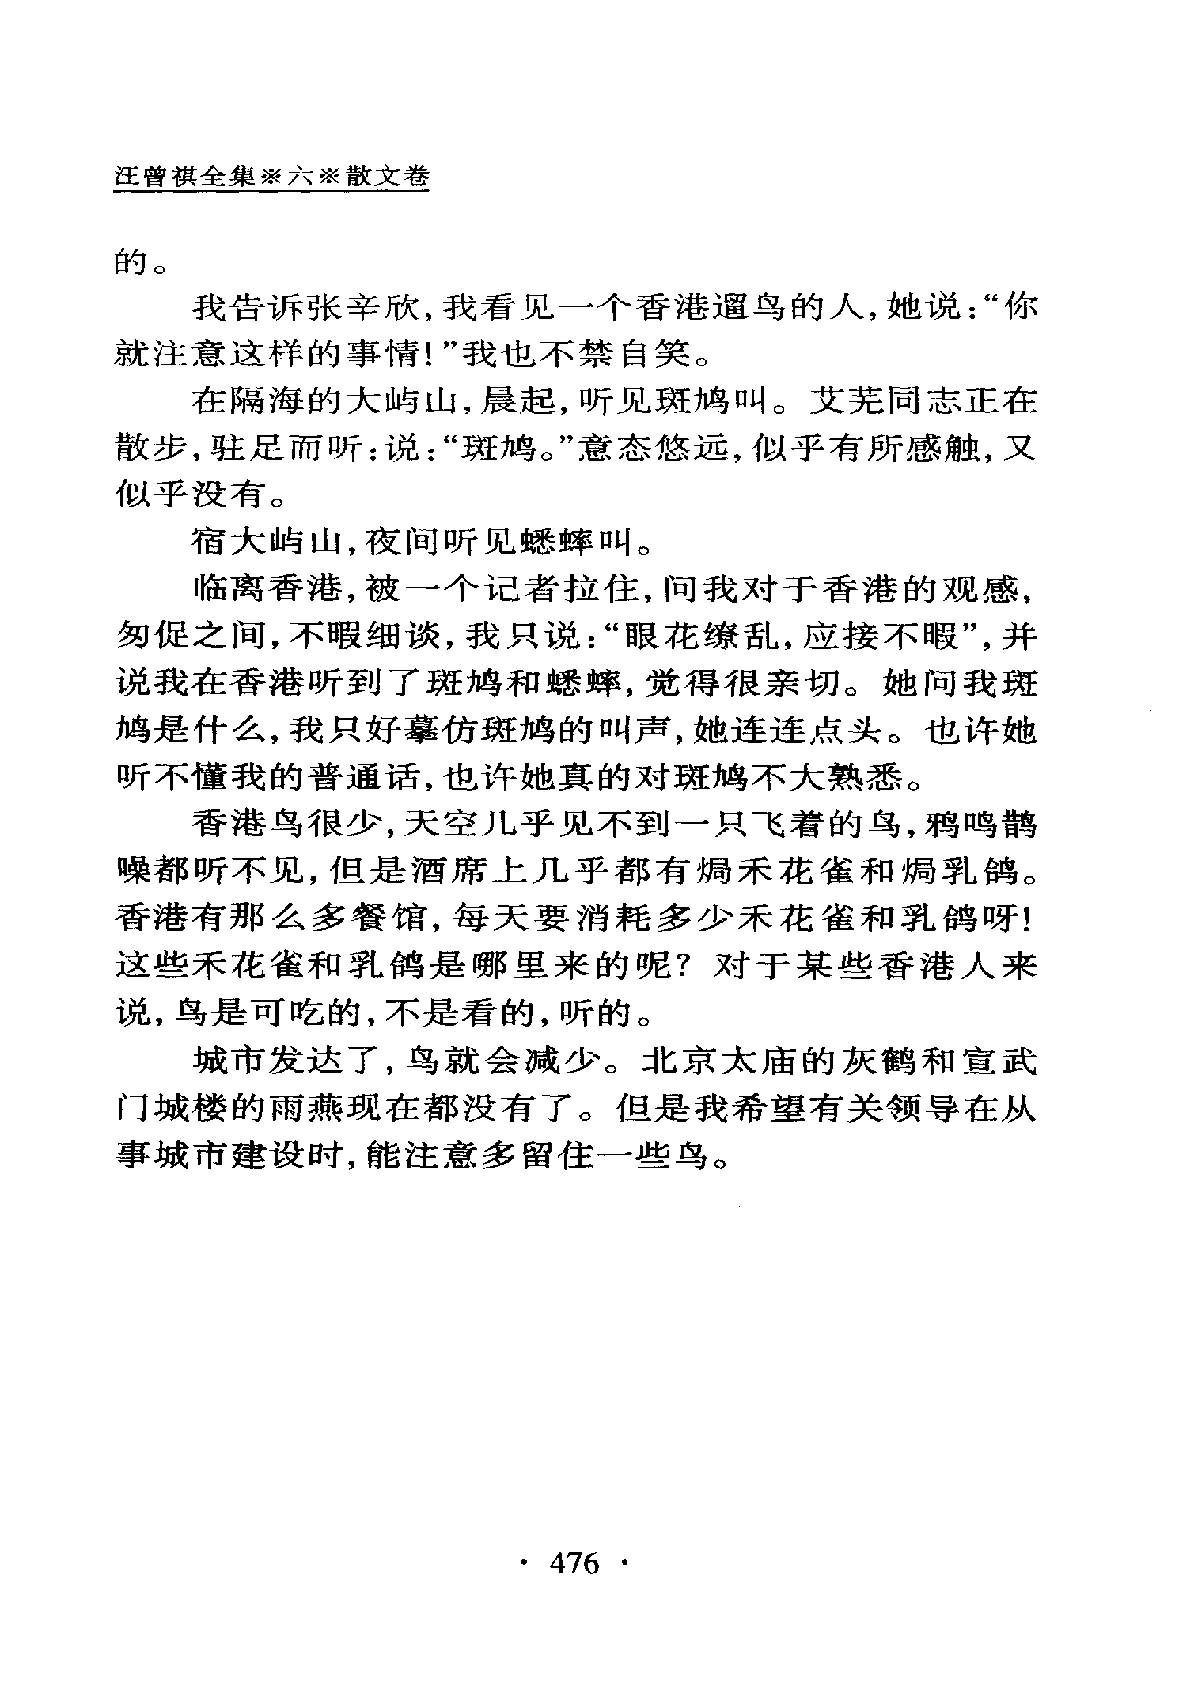 汪曾祺全集※六※散文卷
的。
我告诉张辛欣,我看见一个香港遛鸟的人,她说:“你
就注意这样的事情!”我也不禁自笑。
在隔海的大屿山,晨起,听见斑鸠叫。艾芜同志正在
散步,驻足而听:说:“斑鸠。”意态悠远,似乎有所感触,又
似乎没有。
宿大屿山,夜间听见蟋蟀叫。
临离香港,被一个记者拉住,问我对于香港的观感,
匆促之间,不暇细谈,我只说:“眼花缭乱,应接不暇”,并
说我在香港听到了斑鸠和蟋蟀,觉得很亲切。她问我斑
鸠是什么,我只好摹仿斑鸠的叫声,她连连点头。也许她
听不懂我的普通话,也许她真的对斑鸠不大熟悉。
香港鸟很少,天空几乎见不到一只飞着的鸟,鸦鸣鹊
噪都听不见,但是酒席上几乎都有焗禾花雀和焗乳鸽。
香港有那么多餐馆,每天要消耗多少禾花雀和乳鸽呀!
这些禾花雀和乳鸽是哪里来的呢?对于某些香港人来
说,鸟是可吃的,不是看的,听的。
城市发达了,鸟就会减少。北京太庙的灰鹤和宣武
门城楼的雨燕现在都没有了。但是我希望有关领导在从
事城市建设时,能注意多留住一些鸟。
· 476 ·